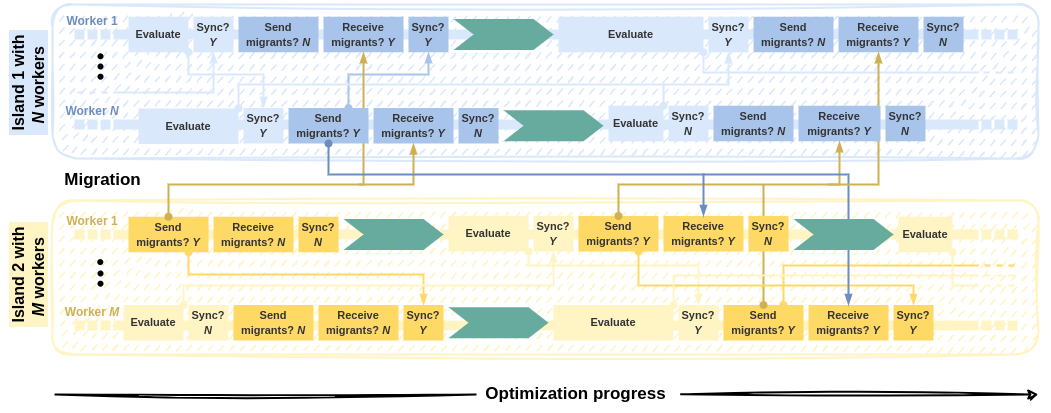 Island 1 with
N workers
Worker 1
Evaluate
Sync?
Y
Send
migrants? N
Receive
migrants? Y
Sync?
Y
Evaluate
Sync?
Y
Send
migrants? N
Receive
migrants? Y
Sync?
N
Worker N
Evaluate
Sync?
Y
Send
migrants? Y
Receive
migrants? Y
Sync?
N
Evaluate
Sync?
N
Send
migrants? N
Receive
migrants? Y
Sync?
N
Migration
Island 2 with
M workers
Worker 1
Send
migrants? Y
Receive
migrants? N
Sync?
N
Evaluate
Sync?
Y
Send
migrants? Y
Receive
migrants? Y
Sync?
N
Evaluate
Worker M
Evaluate
Sync?
N
Send
migrants? N
Receive
migrants? N
Sync?
Y
Evaluate
Sync?
Y
Send
migrants? Y
Receive
migrants? Y
Sync?
Y
Optimization progress